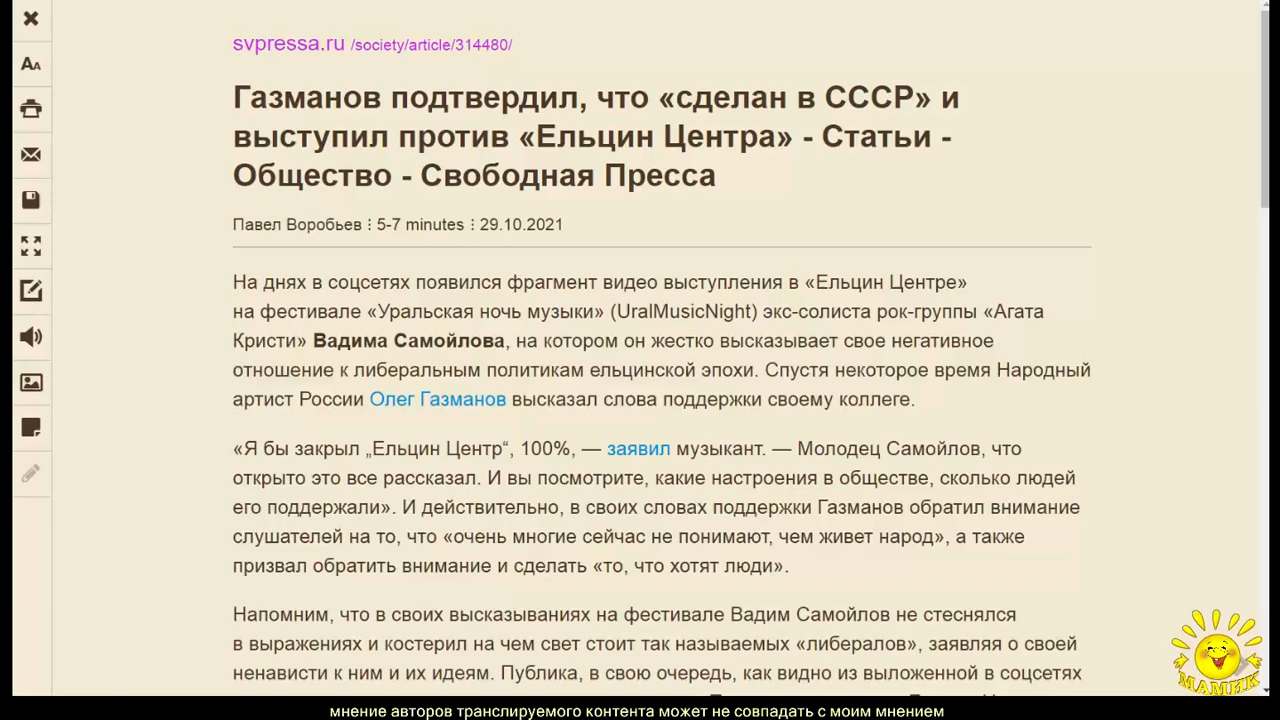 svpressa.ru /society/article/314480/
Газманов подтвердил, что «сделан в СССР» и
выступил против «Ельцин Центра» - Статьи -
Общество - Свободная Пресса
Павел Воробьев ⁝ 5-7 minutes ⁝ 29.10.2021
На днях в соцсетях появился фрагмент видео выступления в «Ельцин Центре»
на фестивале «Уральская ночь музыки» (UralMusicNight) экс-солиста рок-группы «Агата
Кристи» Вадима Самойлова, на котором он жестко высказывает свое негативное
отношение к либеральным политикам ельцинской эпохи. Спустя некоторое время Народный
артист России Олег Газманов высказал слова поддержки своему коллеге.
«Я бы закрыл „Ельцин Центр“, 100%, — заявил музыкант. — Молодец Самойлов, что
открыто это все рассказал. И вы посмотрите, какие настроения в обществе, сколько людей
его поддержали». И действительно, в своих словах поддержки Газманов обратил внимание
слушателей на то, что «очень многие сейчас не понимают, чем живет народ», а также
призвал обратить внимание и сделать «то, что хотят люди».
Напомним, что в своих высказываниях на фестивале Вадим Самойлов не стеснялся
в выражениях и костерил на чем свет стоит так называемых «либералов», заявляя о своей
ненависти к ним и их идеям. Публика, в свою очередь, как видно из выложенной в соцсетях
МАМИК
мнение авторов транслируемого контента может не совпадать с моим мнением